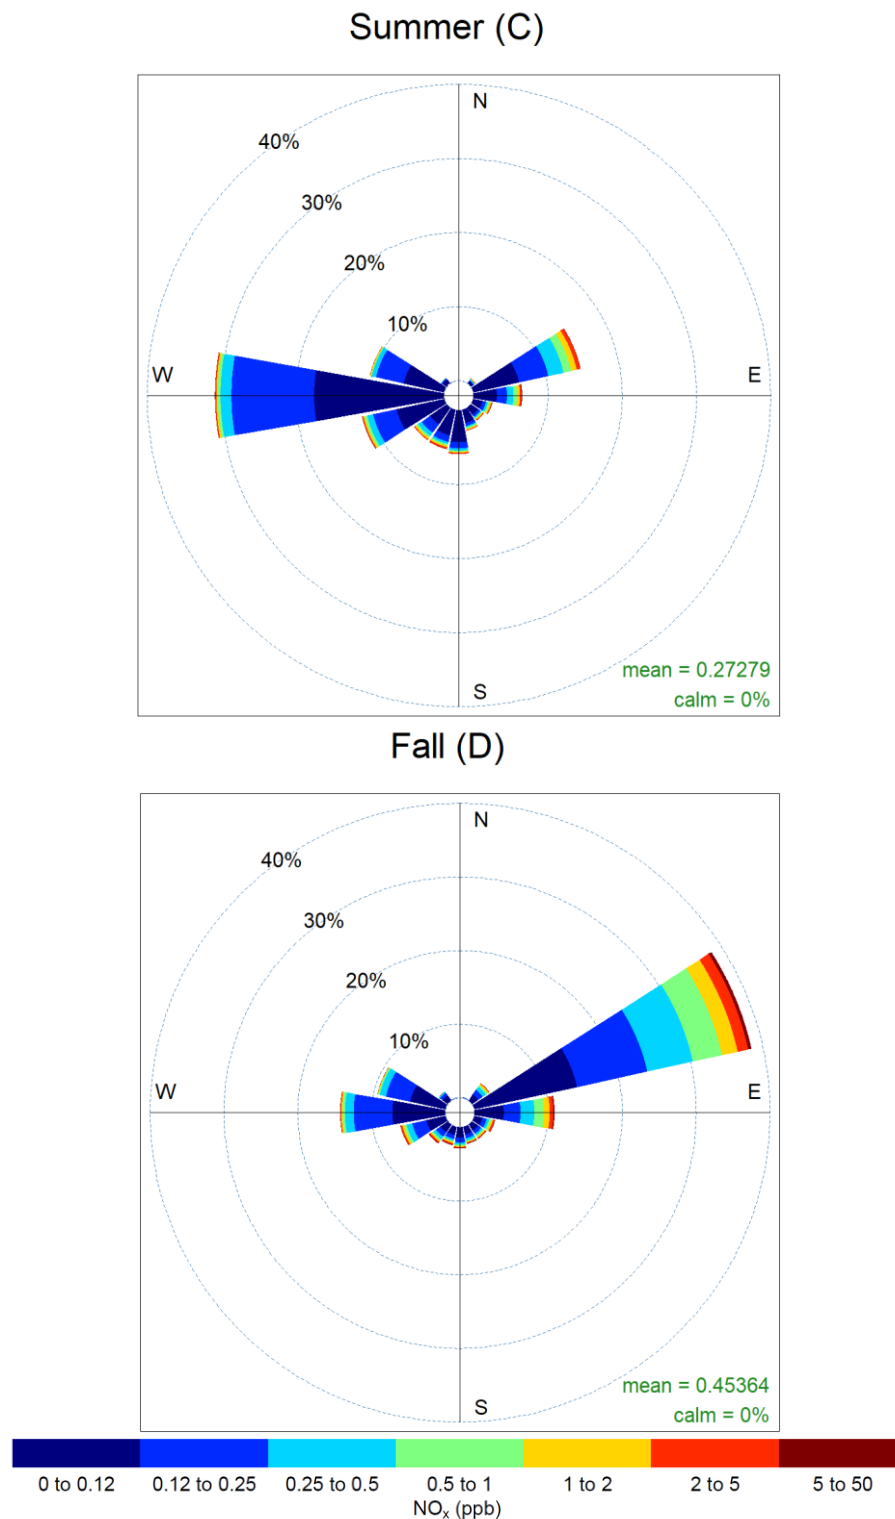 Summer (C)
N
40%
30%
20%
10%
W
E
S
mean = 0.27279
calm = 0%
Fall (D)
N
40%
30%
20%
10%
W
E
S
mean = 0.45364
calm = 0%
0 to 0.12 0.12 to 0.25 0.25 to 0.5 0.5 to 1 1 to 2 2 to 5 5 to 50
NOx (ppb)